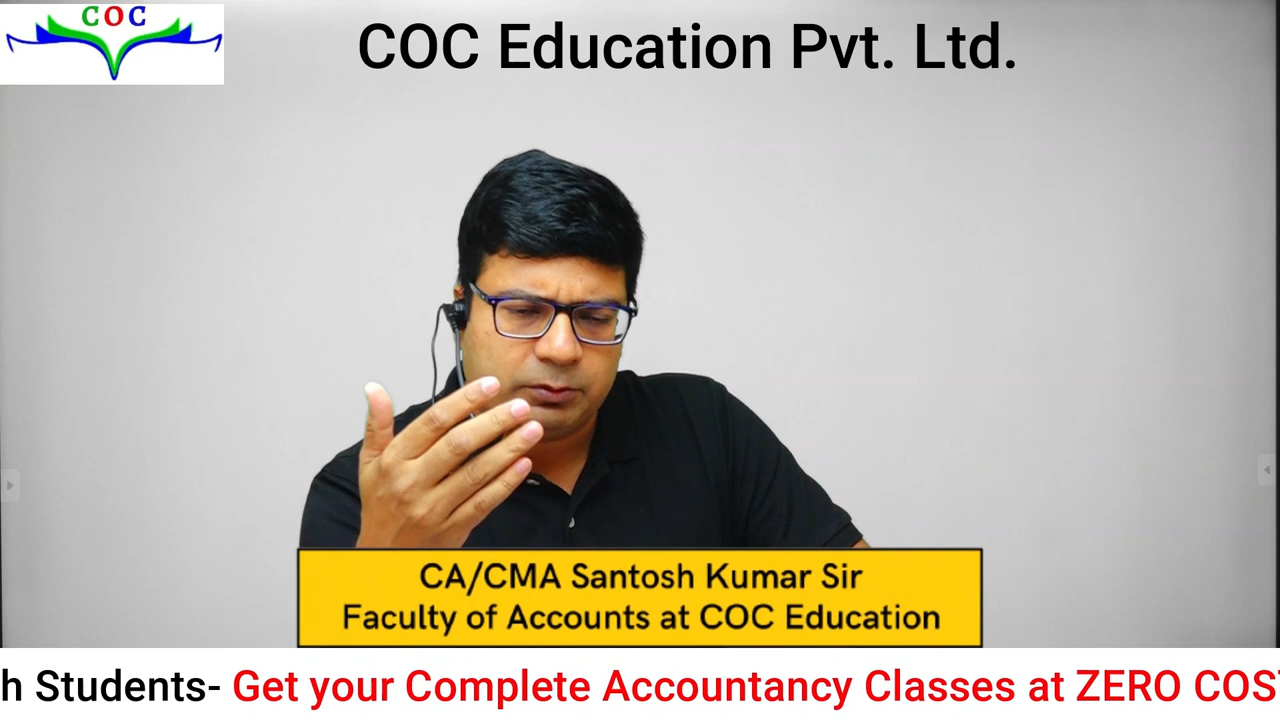 COC
COC Education Pvt. Ltd.
CA/CMA Santosh Kumar Sir
Faculty of Accounts at COC Education
h Students- Get your Complete Accountancy Classes at ZERO COST